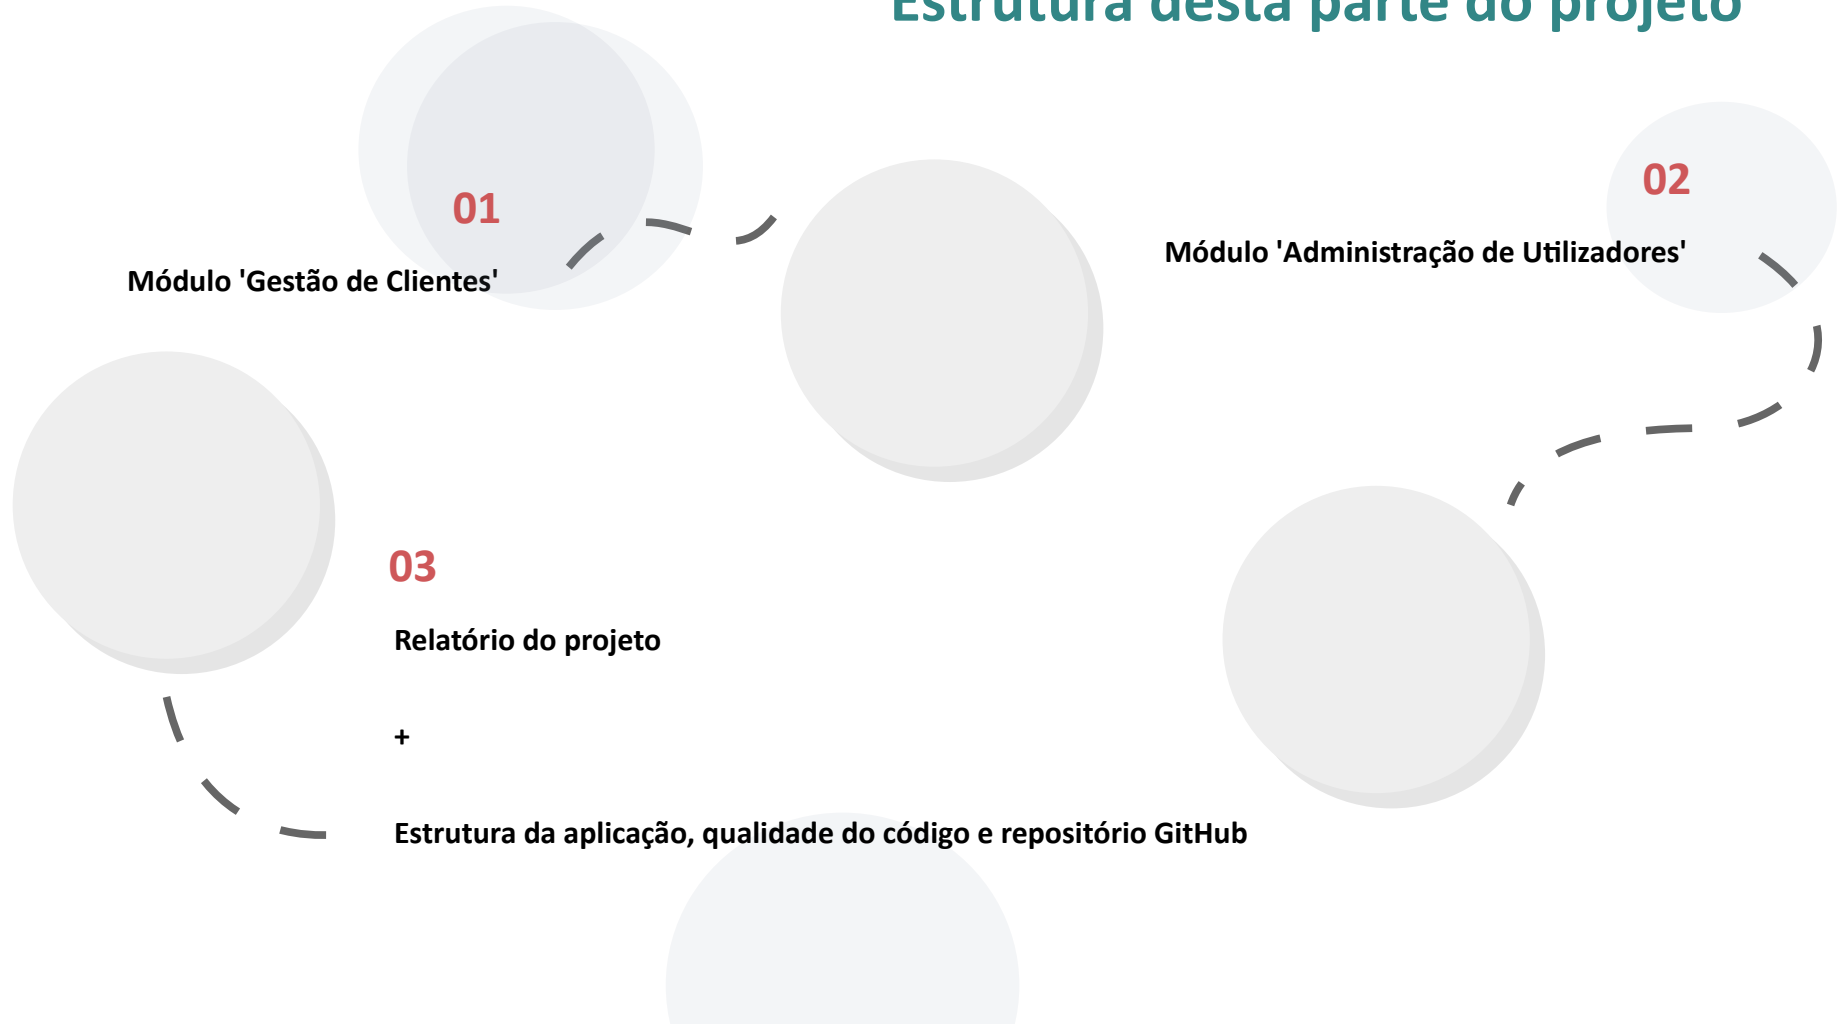 Estrutura desta parte do projeto
01
Módulo 'Gestão de Clientes'
02
Módulo 'Administração de Utilizadores'
03
Relatório do projeto
+
Estrutura da aplicação, qualidade do código e repositório GitHub